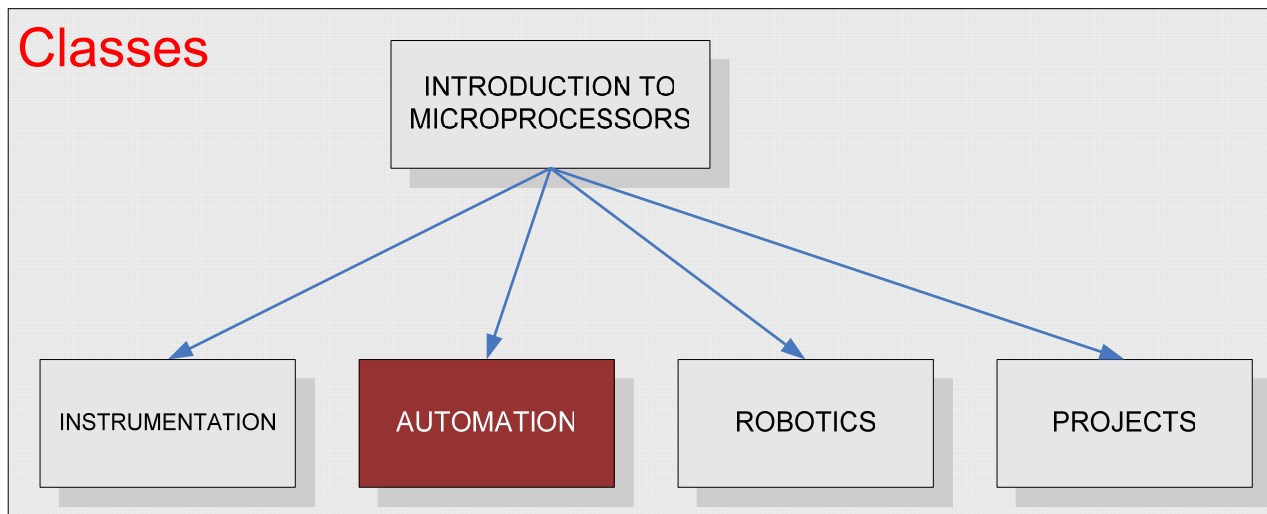 Classes
INTRODUCTION TO
MICROPROCESSORS
INSTRUMENTATION
AUTOMATION
ROBOTICS
PROJECTS